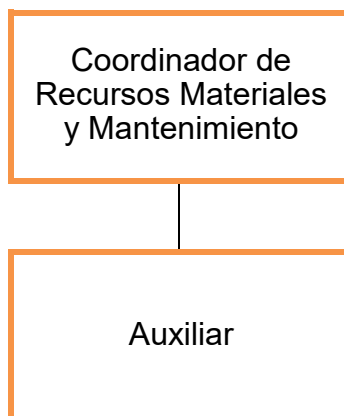 Coordinador de
Recursos Materiales
y Mantenimiento
Auxiliar